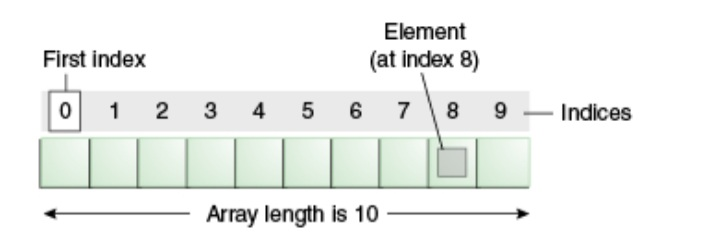 Element
(at index 8)
First index
0 1 2 3 4 5 6 7 8 9
Indices
Array length is 10